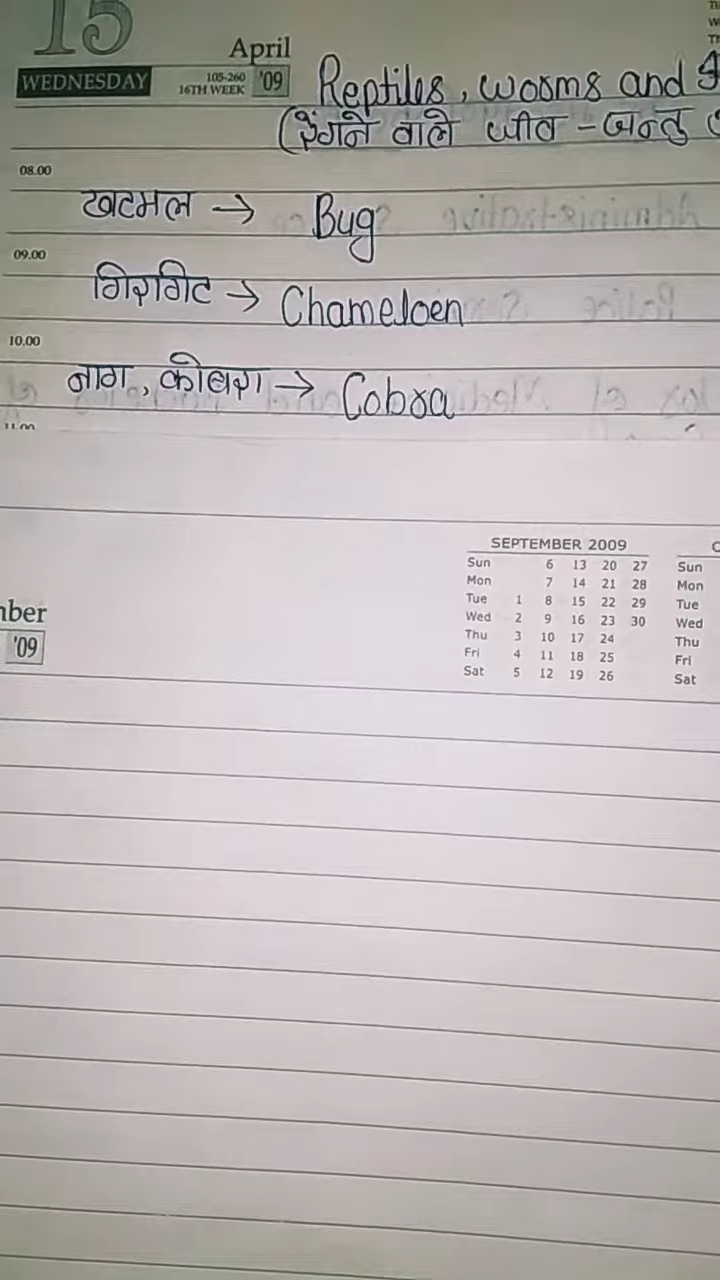 15
April
WEDNESDAY
105-260
16TH WEEK
'09
Reptiles, worms and
(रेंगने वाले जीव-जन्तु
08.00
खटमल → Bug
09.00
गिरगिट → Chameloen
10.00
नाग, कोबरा → Cobra
11.00
SEPTEMBER 2009
Sun 6 13 20 27
Mon 7 14 21 28
Tue 1 8 15 22 29
Wed 2 9 16 23 30
Thu 3 10 17 24
Fri 4 11 18 25
Sat 5 12 19 26
Sun
Mon
Tue
Wed
Thu
Fri
Sat
mber
'09